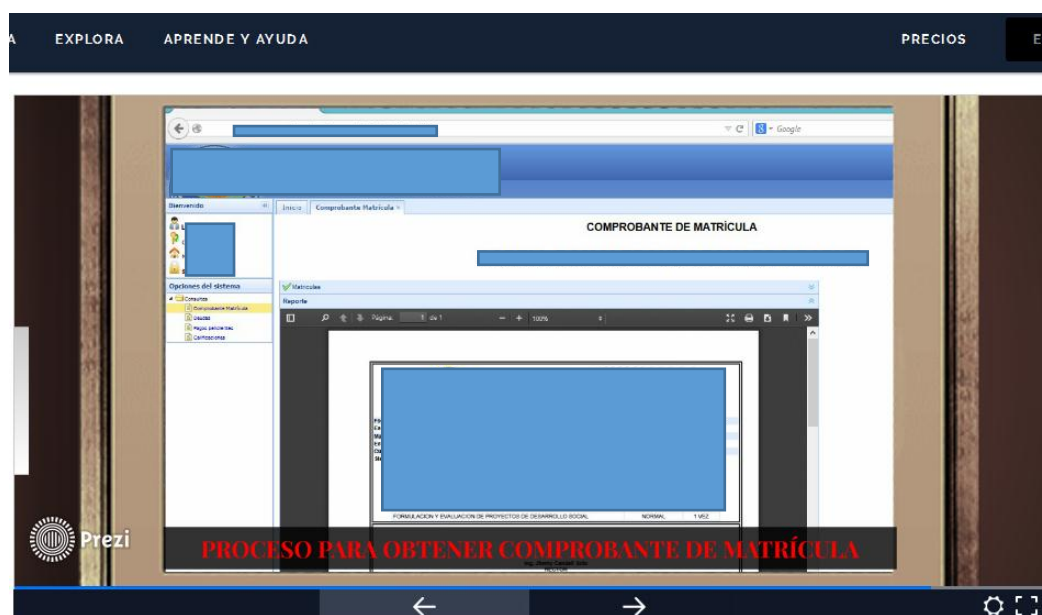 EXPLORA APRENDE Y AYUDA PRECIOS
Google
Bienvenido
Inicio Comprobante Matrícula
COMPROBANTE DE MATRÍCULA
Opciones del sistema
Matriculas
Consultas
Reporte
Comprobante Matrícula
Página: 1 de 1 100%
Deudas
Pagos pendientes
Calificaciones
FORMULACION Y EVALUACION DE PROYECTOS DE DESARROLLO SOCIAL NORMAL 1 VEZ
Prezi
PROCESO PARA OBTENER COMPROBANTE DE MATRÍCULA